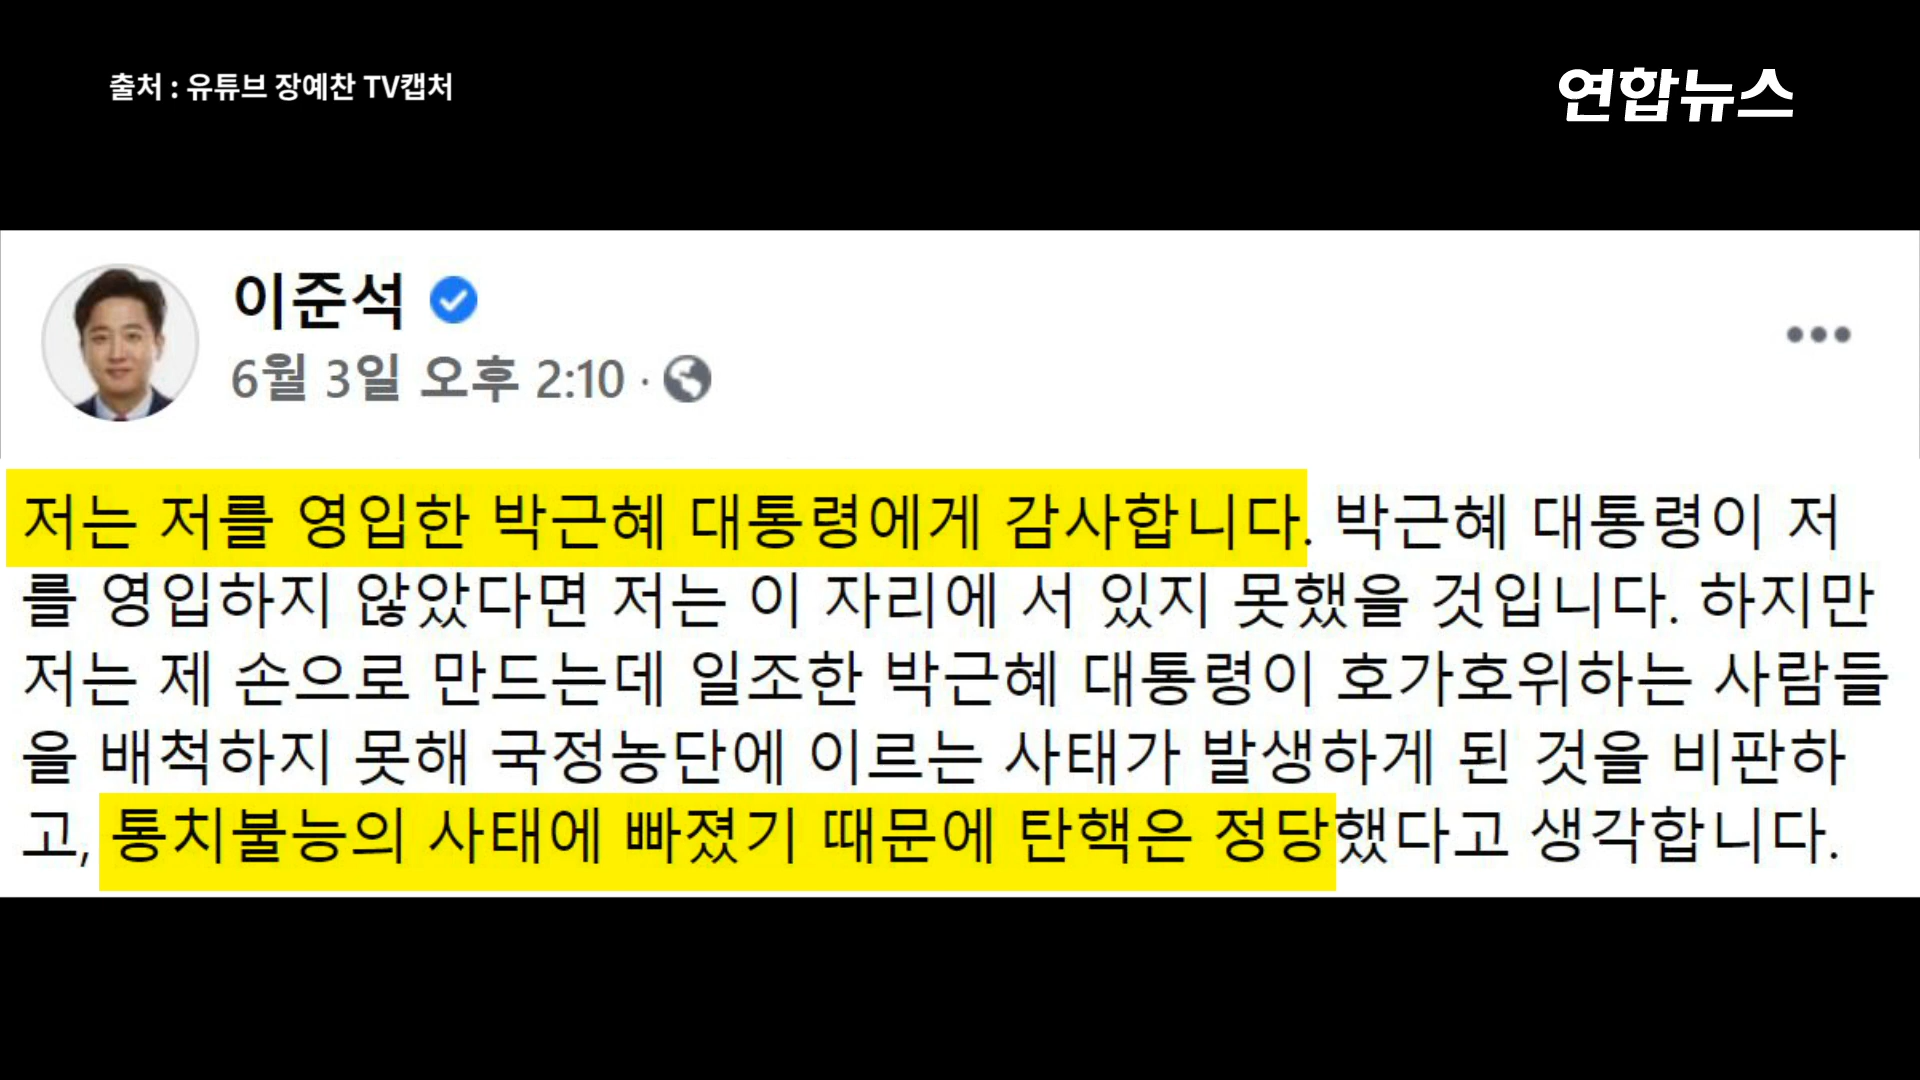 출처 : 유튜브 장예찬 TV캡처
연합뉴스
이준석
6월 3일 오후 2:10 ·
저는 저를 영입한 박근혜 대통령에게 감사합니다. 박근혜 대통령이 저
를 영입하지 않았다면 저는 이 자리에 서 있지 못했을 것입니다. 하지만
저는 제 손으로 만드는데 일조한 박근혜 대통령이 호가호위하는 사람들
을 배척하지 못해 국정농단에 이르는 사태가 발생하게 된 것을 비판하
고, 통치불능의 사태에 빠졌기 때문에 탄핵은 정당했다고 생각합니다.